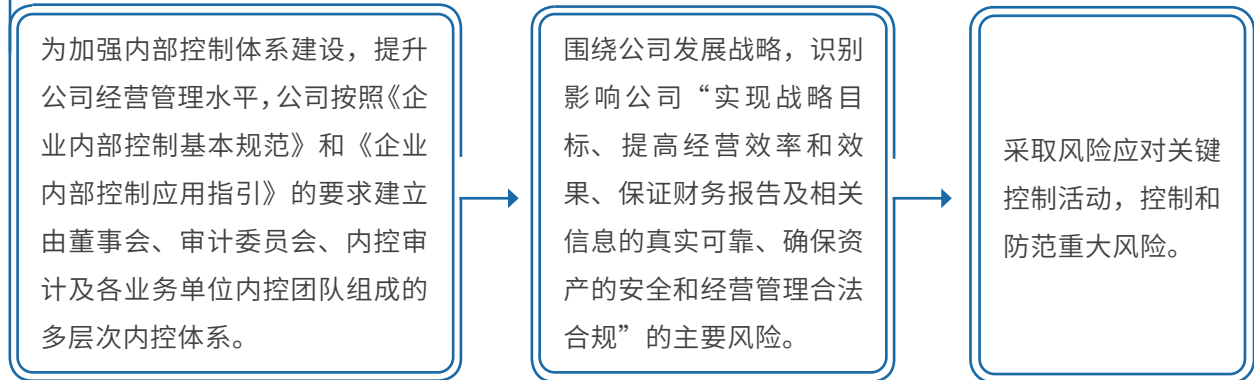 为加强内部控制体系建设，提升
公司经营管理水平，公司按照《企
业内部控制基本规范》和《企业
内部控制应用指引》的要求建立
由董事会、审计委员会、内控审
计及各业务单位内控团队组成的
多层次内控体系。
围绕公司发展战略，识别
影响公司“实现战略目
标、提高经营效率和效
果、保证财务报告及相关
信息的真实可靠、确保资
产的安全和经营管理合法
合规”的主要风险。
采取风险应对关键
控制活动，控制和
防范重大风险。